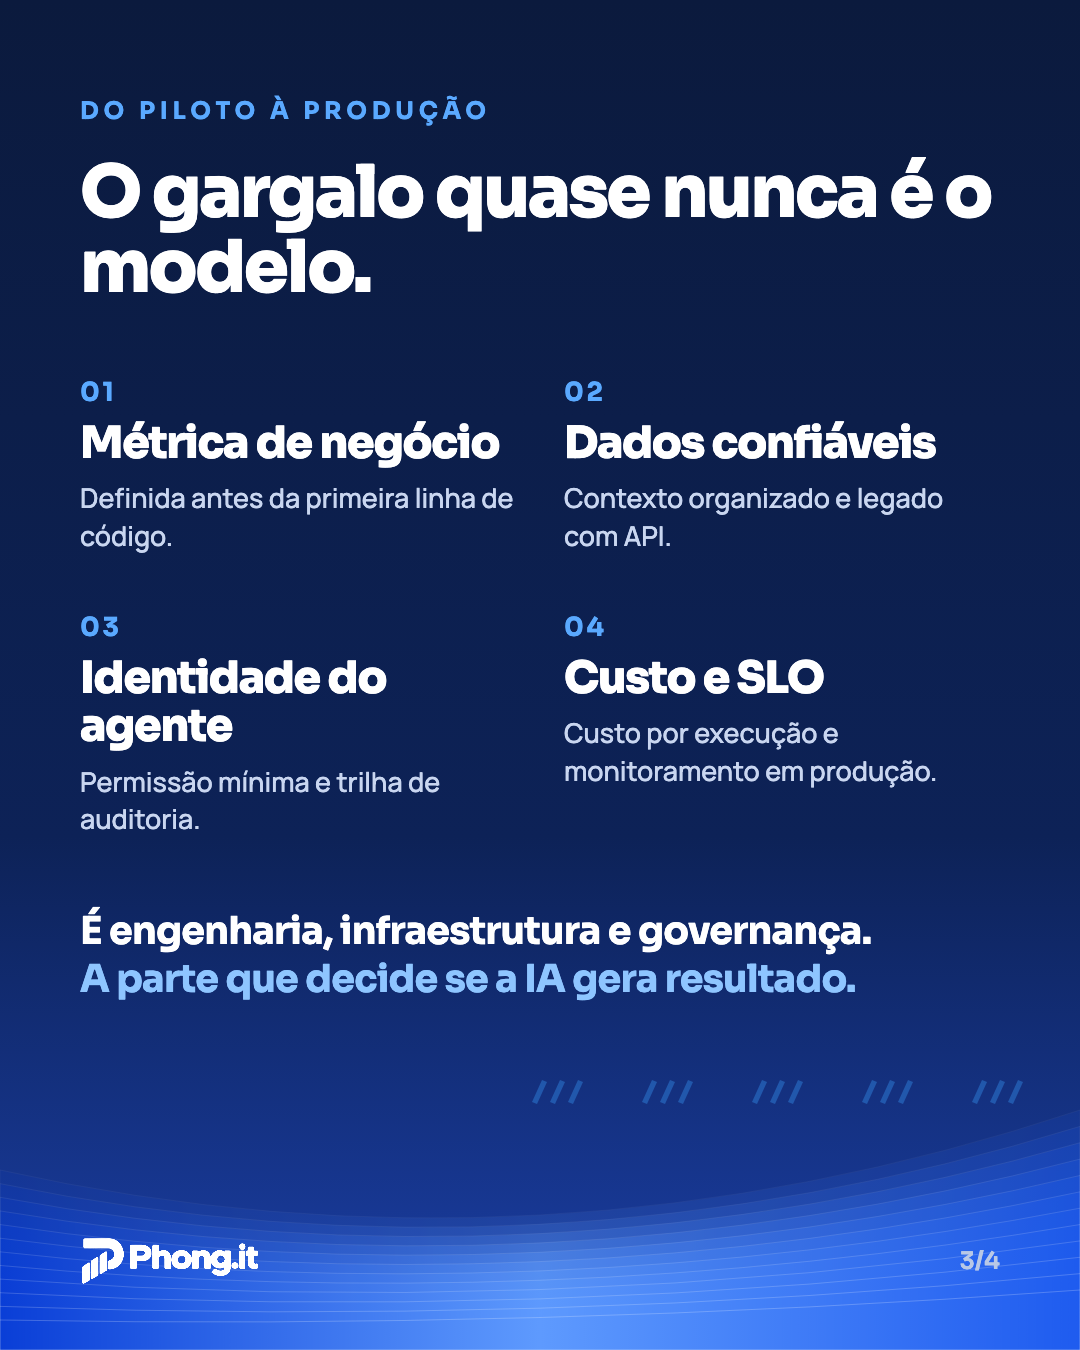 DO PILOTO À PRODUÇÃO
O gargalo quase nunca é o
modelo.
01
Métrica de negócio
Definida antes da primeira linha de
código.
02
Dados confiáveis
Contexto organizado e legado
com API.
03
Identidade do
agente
Permissão mínima e trilha de
auditoria.
04
Custo e SLO
Custo por execução e
monitoramento em produção.
É engenharia, infraestrutura e governança.
A parte que decide se a IA gera resultado.
Phong.it
3/4